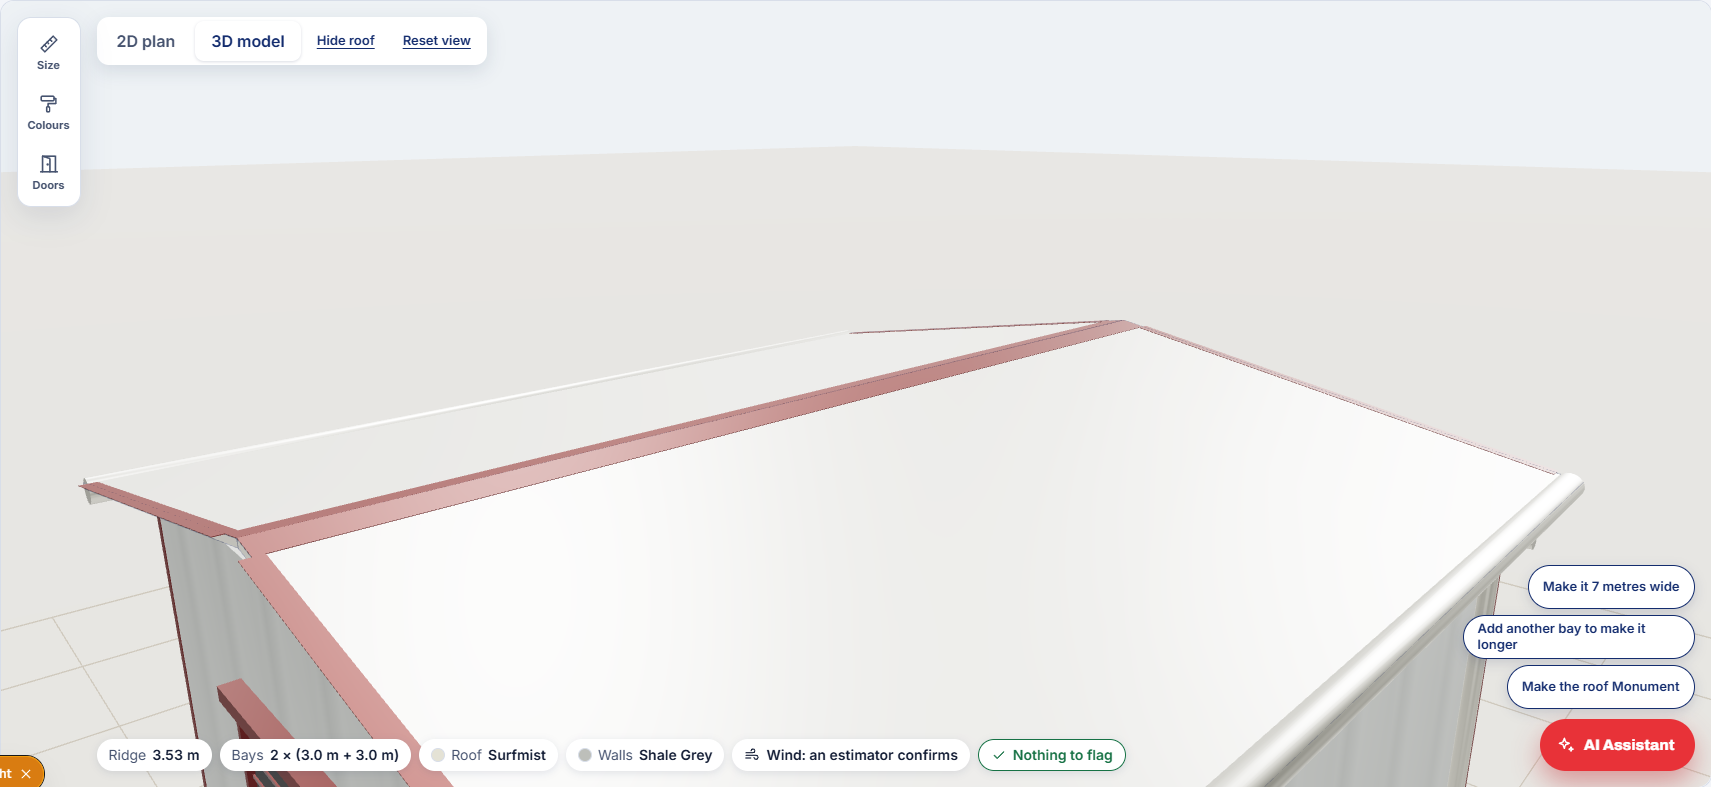 Size
Colours
Doors
2D plan
3D model
Hide roof
Reset view
Make it 7 metres wide
Add another bay to make it
longer
Make the roof Monument
AI Assistant
Ridge 3.53 m
Bays 2 × (3.0 m + 3.0 m)
Roof Surfmist
Walls Shale Grey
Wind: an estimator confirms
Nothing to flag
ht